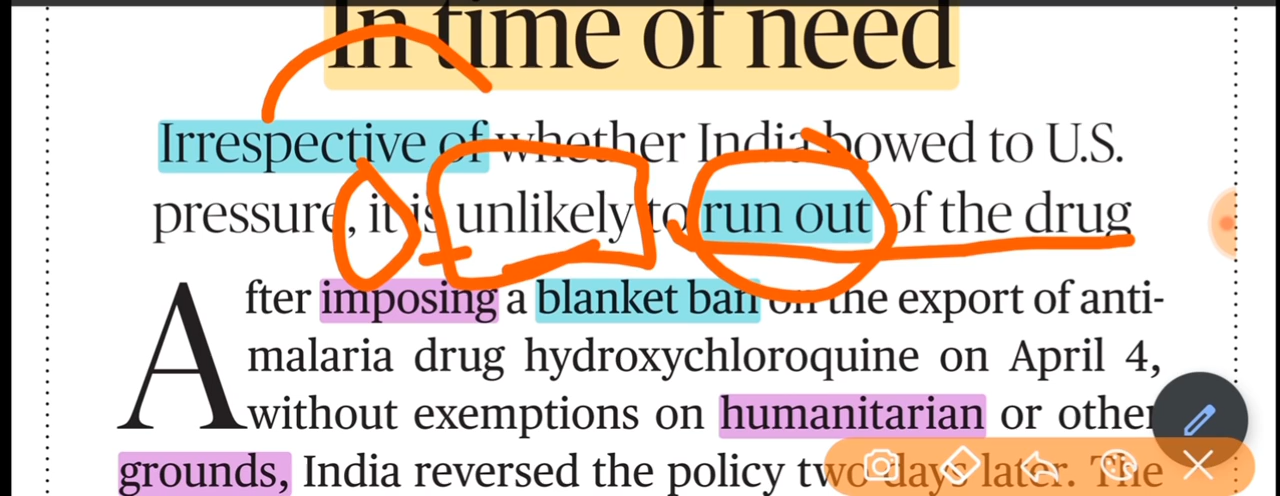 In time of need
Irrespective of whether India bowed to U.S.
pressure, it is unlikely to run out of the drug
After imposing a blanket ban on the export of anti-
malaria drug hydroxychloroquine on April 4,
without exemptions on humanitarian or other
grounds, India reversed the policy two days later. The